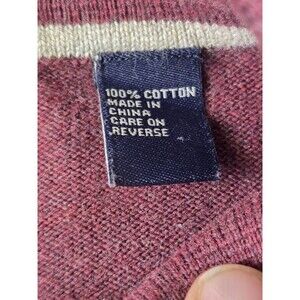 100% COTTON
MADE IN
CHINA
CARE ON
REVERSE